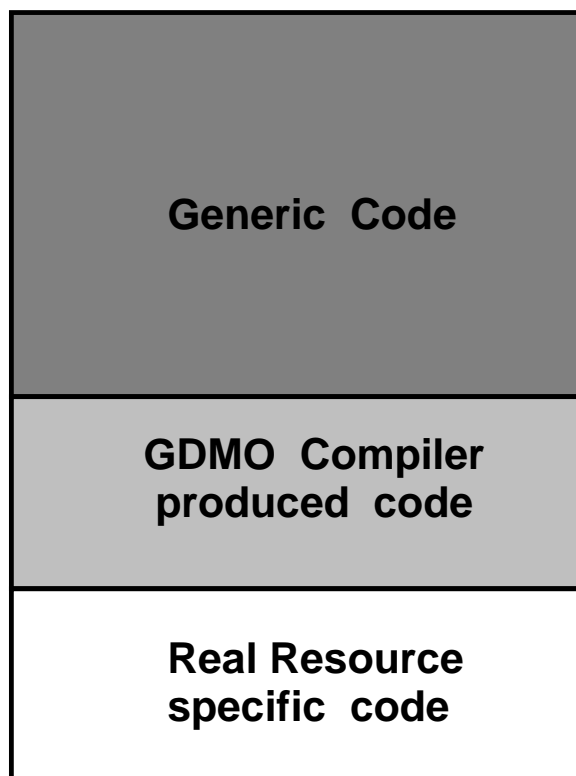 Generic Code
GDMO Compiler
produced code
Real Resource
specific code